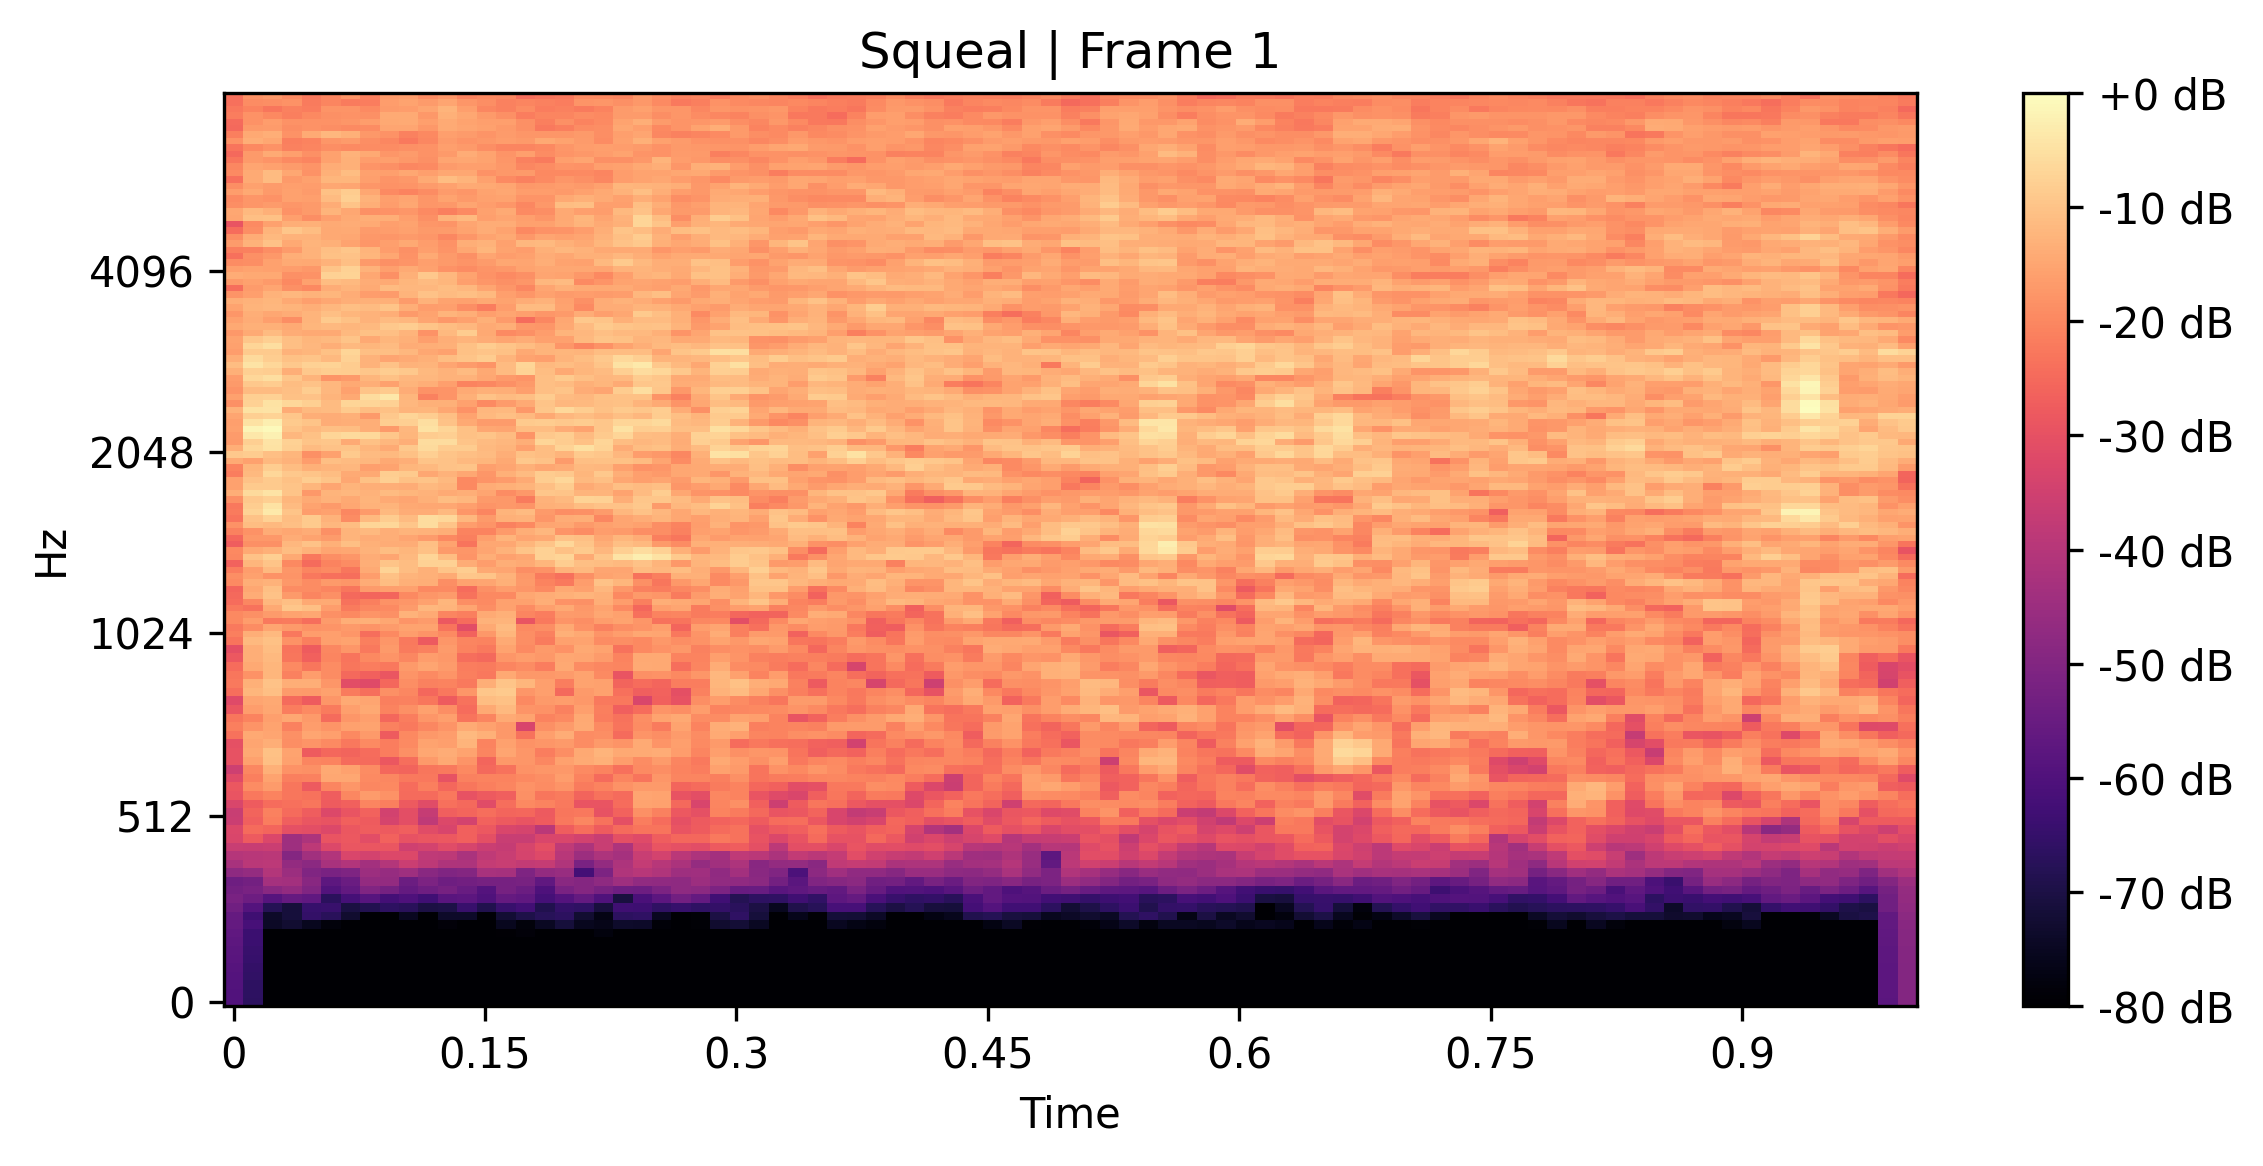 Squeal | Frame 1
Hz
4096
2048
1024
512
0
0 0.15 0.3 0.45 0.6 0.75 0.9
Time
+0 dB
-10 dB
-20 dB
-30 dB
-40 dB
-50 dB
-60 dB
-70 dB
-80 dB